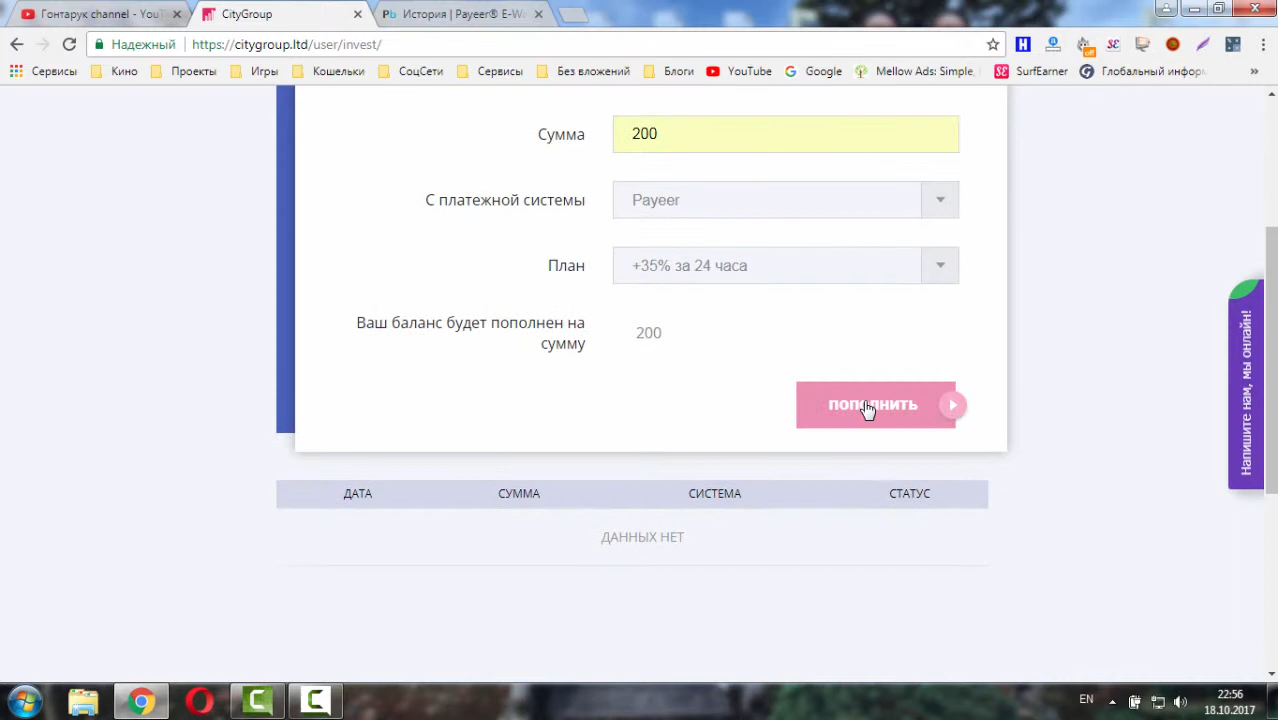 Гонтарук channel - YouT
CityGroup
Pb История | Payeer® E-W
Надежный
https://citygroup.ltd/user/invest/
Сервисы
Кино
Проекты
Игры
Кошельки
СоцСети
Сервисы
Без вложений
Блоги
YouTube
Google
Mellow Ads: Simple,
SurfEarner
Глобальный инфор
Сумма
200
С платежной системы
Payeer
План
+35% за 24 часа
Ваш баланс будет пополнен на
сумму
200
ПОПОЛНИТЬ
Напишите нам, мы онлайн!
ДАТА
СУММА
СИСТЕМА
СТАТУС
ДАННЫХ НЕТ
EN
22:56
18.10.2017